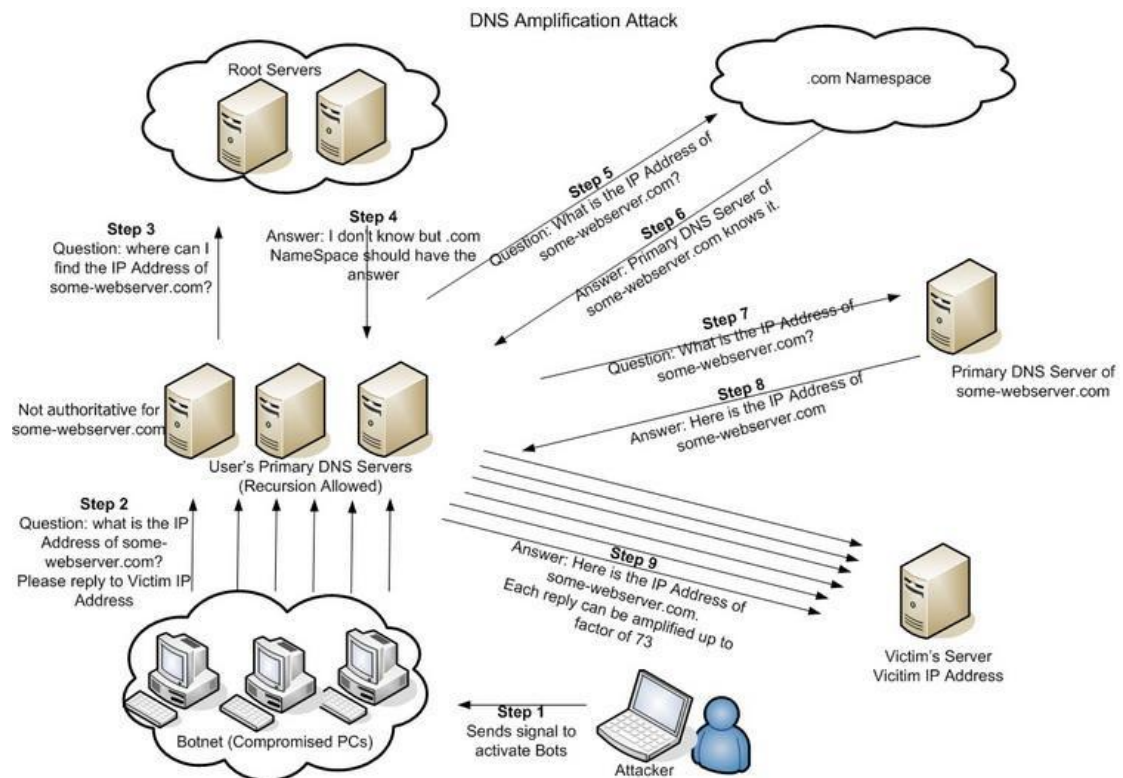 DNS Amplification Attack
Root Servers
.com Namespace
Step 3
Question: where can I
find the IP Address of
some-webserver.com?
Step 4
Answer: I don't know but .com
NameSpace should have the
answer
Step 5
Question: What is the IP Address of
some-webserver.com?
Step 6
Answer: Primary DNS Server of
some-webserver.com knows it.
Step 7
Question: What is the IP Address of
some-webserver.com?
Step 8
Answer: Here is the IP Address of
some-webserver.com
Primary DNS Server of
some-webserver.com
Not authoritative for
some-webserver.com
User's Primary DNS Servers
(Recursion Allowed)
Step 2
Question: what is the IP
Address of some-
webserver.com?
Please reply to Victim IP
Address
Step 9
Answer: Here is the IP Address of
some-webserver.com.
Each reply can be amplified up to
factor of 73
Victim's Server
Vicitim IP Address
Botnet (Compromised PCs)
Step 1
Sends signal to
activate Bots
Attacker